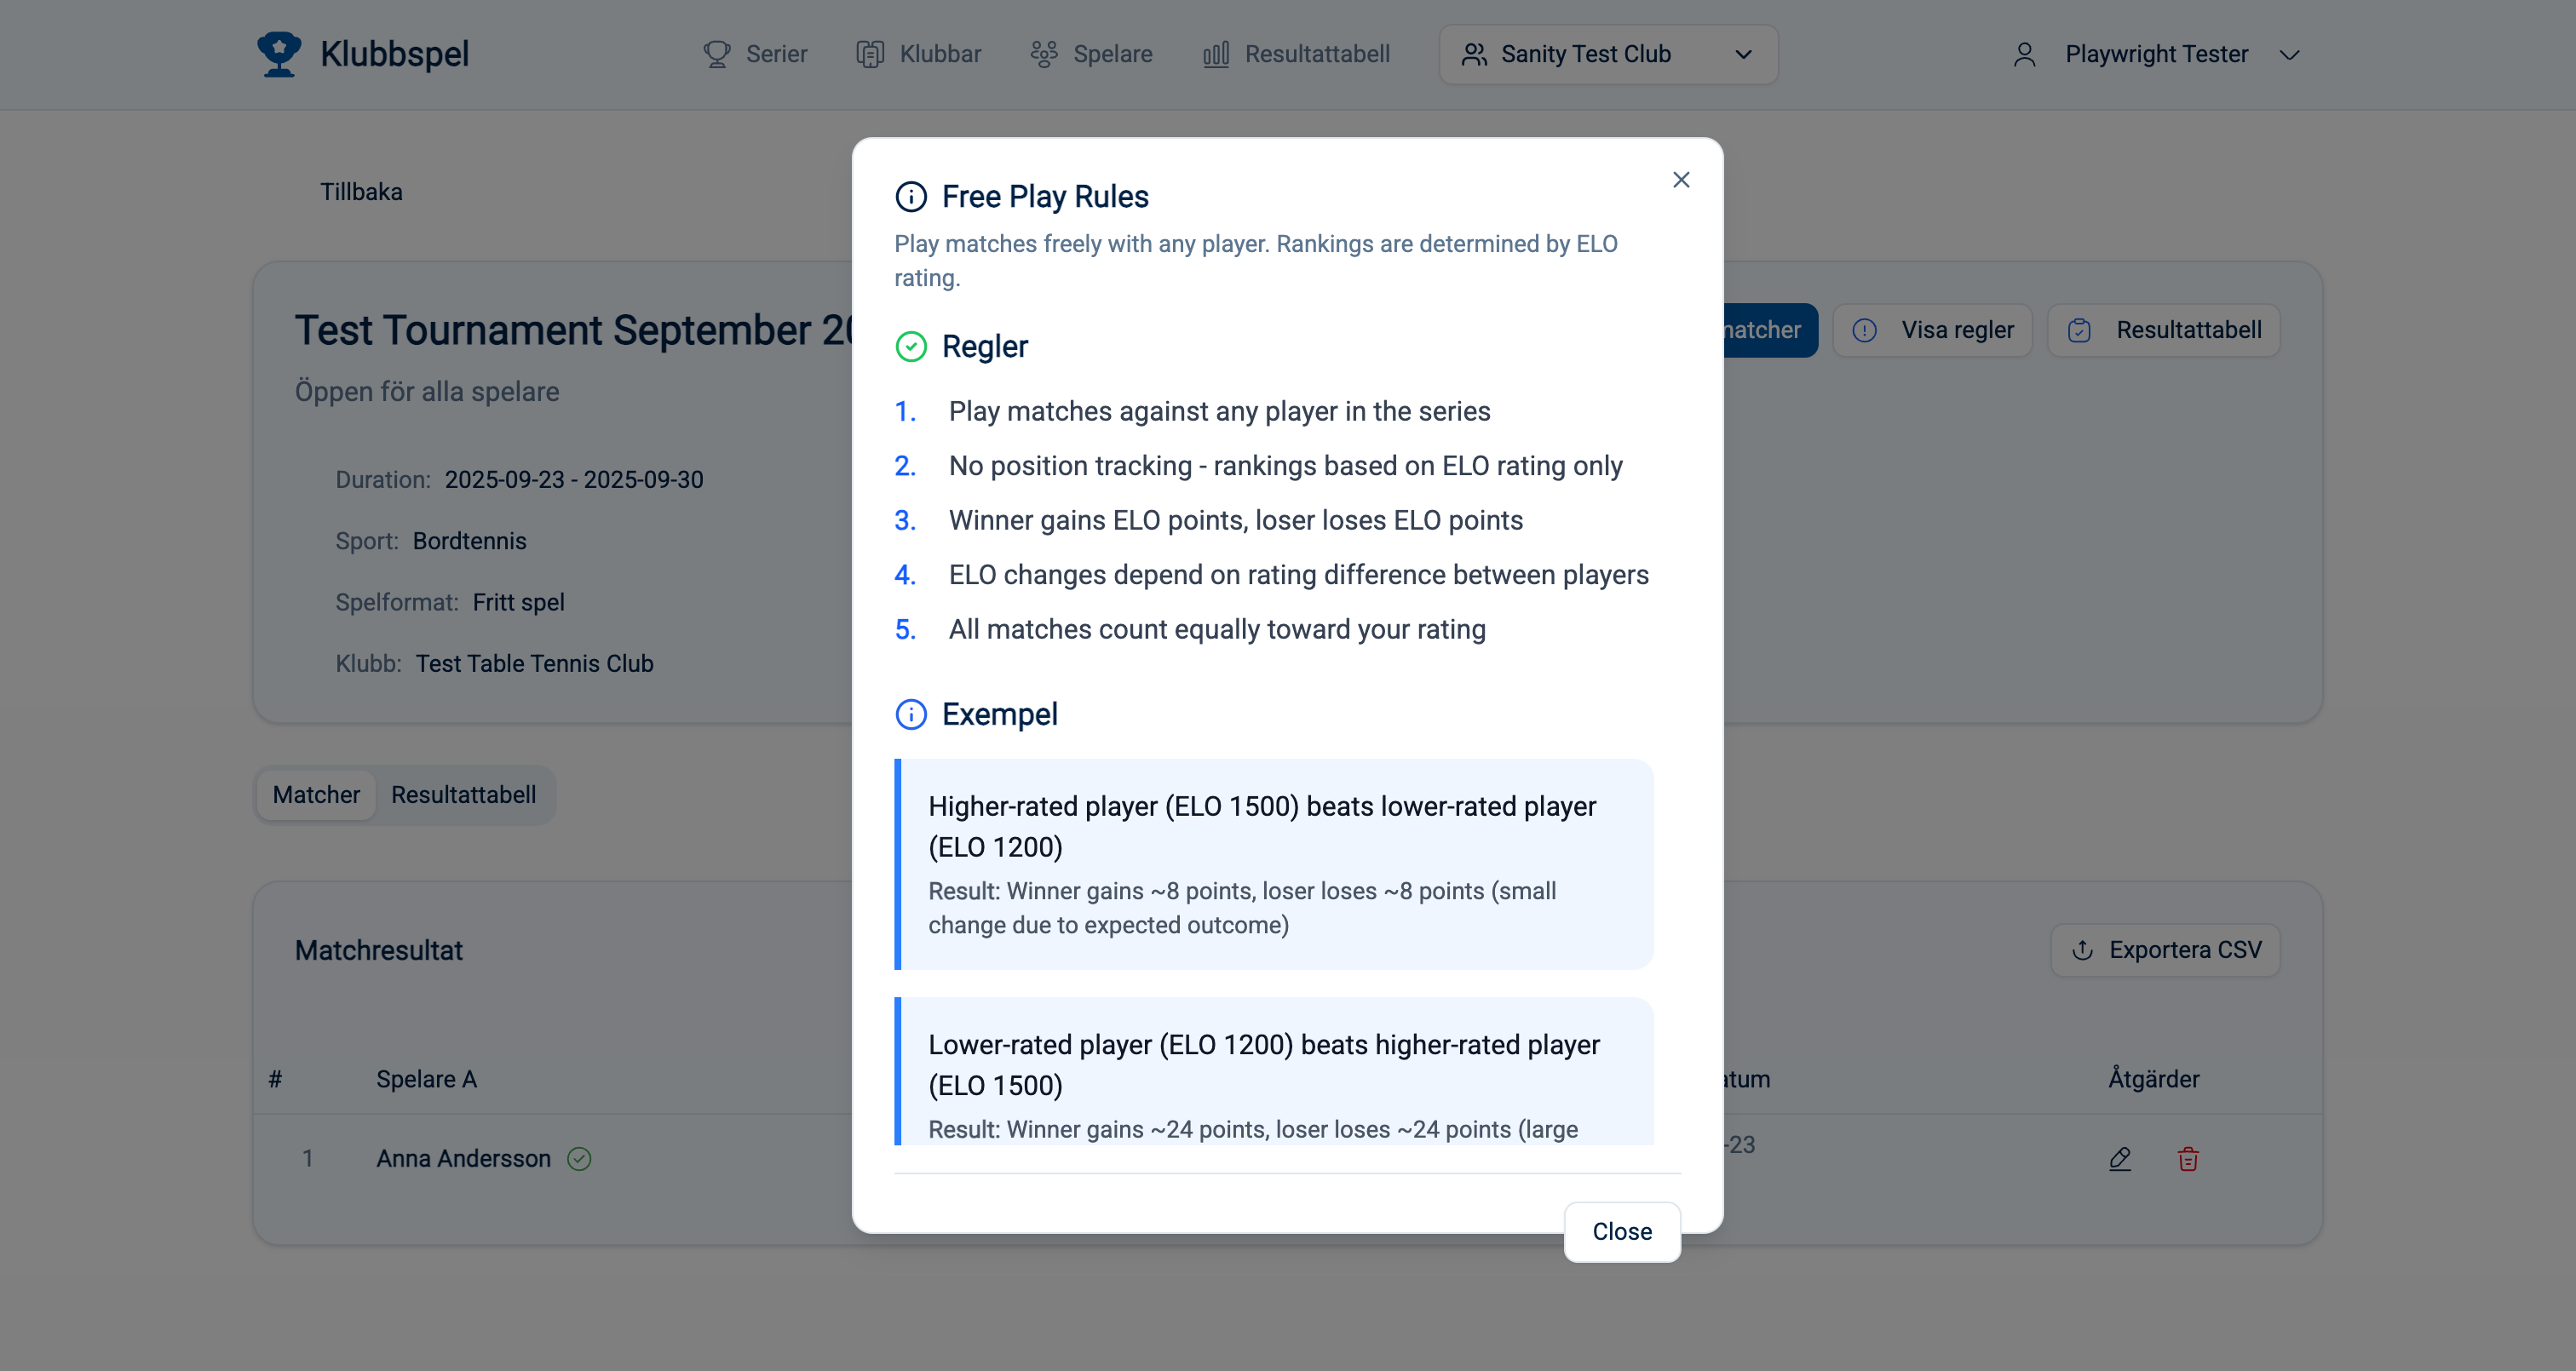 Klubbspel
Serier
Klubbar
Spelare
Resultattabell
Sanity Test Club
Playwright Tester
Tillbaka
Test Tournament September
Öppen för alla spelare
Duration: 2025-09-23 - 2025-09-30
Sport: Bordtennis
Spelformat: Fritt spel
Klubb: Test Table Tennis Club
Visa regler
Resultattabell
Free Play Rules
Play matches freely with any player. Rankings are determined by ELO
rating.
Regler
1. Play matches against any player in the series
2. No position tracking - rankings based on ELO rating only
3. Winner gains ELO points, loser loses ELO points
4. ELO changes depend on rating difference between players
5. All matches count equally toward your rating
Exempel
Higher-rated player (ELO 1500) beats lower-rated player
(ELO 1200)
Result: Winner gains ~8 points, loser loses ~8 points (small
change due to expected outcome)
Lower-rated player (ELO 1200) beats higher-rated player
(ELO 1500)
Result: Winner gains ~24 points, loser loses ~24 points (large
Close
Matcher
Resultattabell
Matchresultat
Exportera CSV
#
Spelare A
Åtgärder
1
Anna Andersson
-23